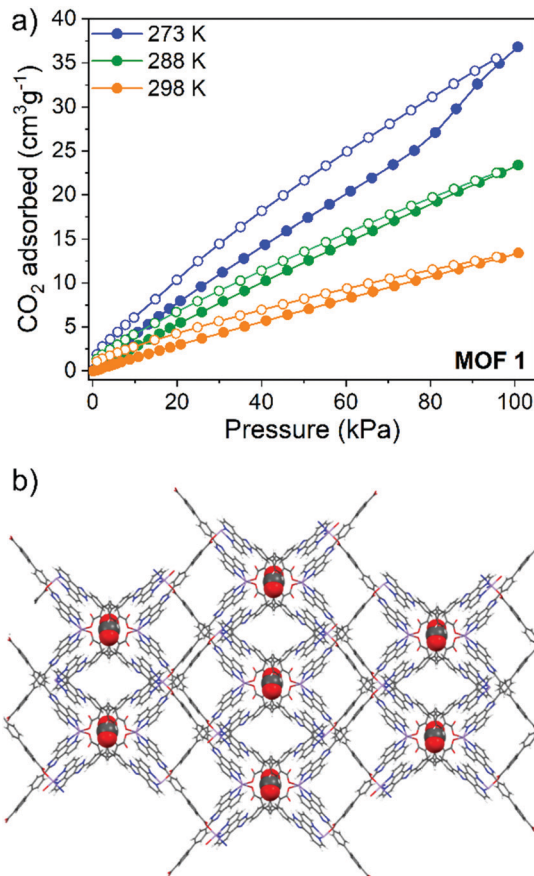 a)
40
35
30
25
20
15
10
5
0
CO₂ adsorbed (cm³g⁻¹)
273 K
288 K
298 K
MOF 1
0 20 40 60 80 100
Pressure (kPa)
b)